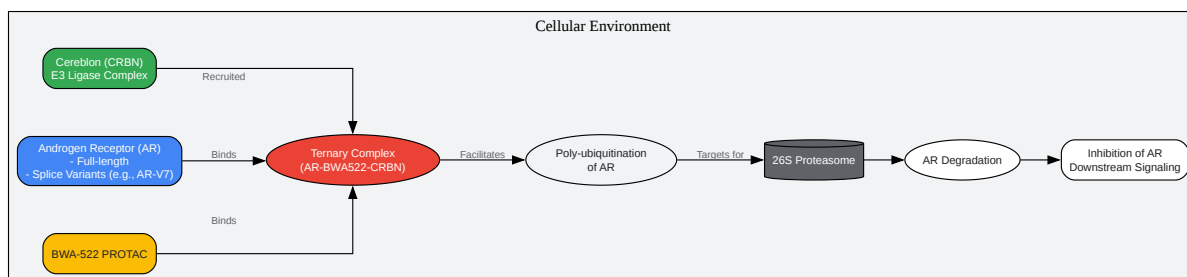 Cellular Environment
Cereblon (CRBN)
E3 Ligase Complex
Recruited
Androgen Receptor (AR)
- Full-length
- Splice Variants (e.g., AR-V7)
Binds
Ternary Complex
(AR-BWA522-CRBN)
Facilitates
Poly-ubiquitination
of AR
Targets for
26S Proteasome
AR Degradation
Inhibition of AR
Downstream Signaling
Binds
BWA-522 PROTAC